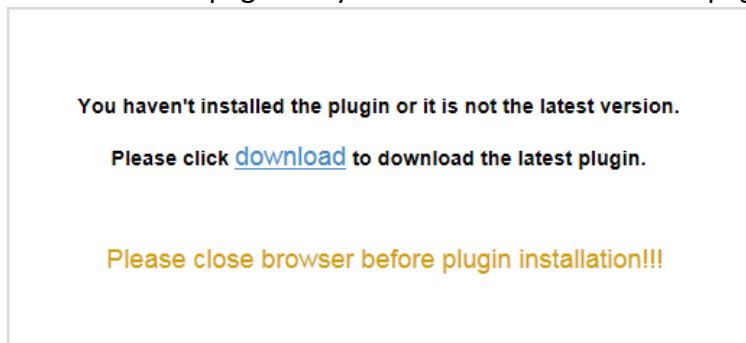 You haven't installed the plugin or it is not the latest version.
Please click download to download the latest plugin.
Please close browser before plugin installation!!!